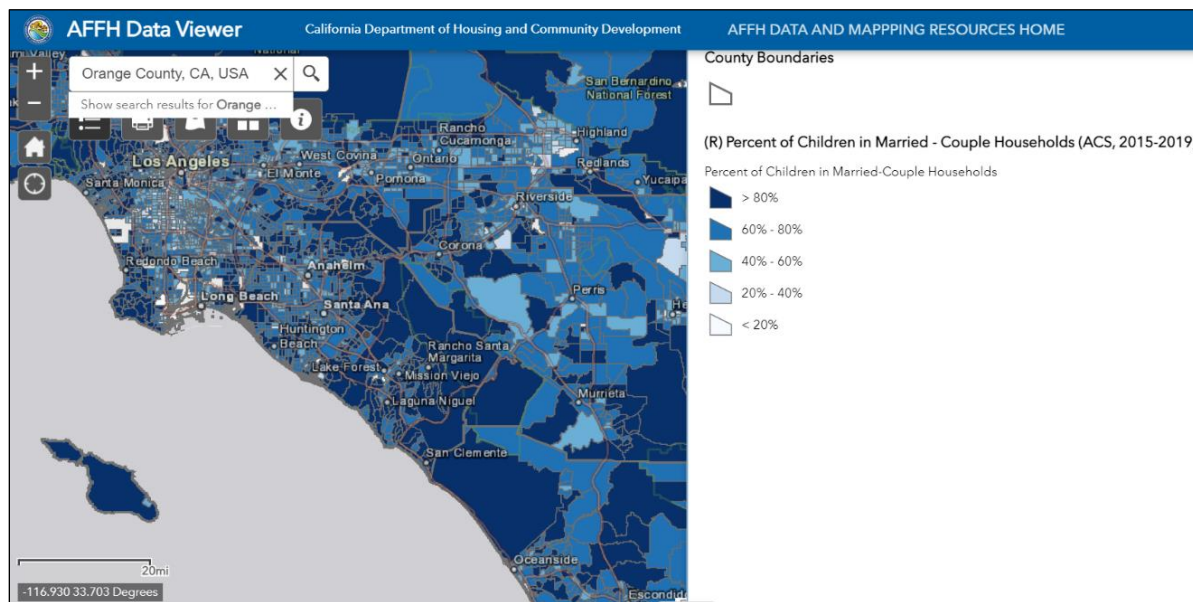 AFFH Data Viewer
California Department of Housing and Community Development
AFFH DATA AND MAPPPING RESOURCES HOME
Orange County, CA, USA
Show search results for Orange ...
County Boundaries
(R) Percent of Children in Married - Couple Households (ACS, 2015-2019
Percent of Children in Married-Couple Households
> 80%
60% - 80%
40% - 60%
20% - 40%
< 20%
San Bernardino
National Forest
Rancho
Cucamonga
Highland
Los Angeles
West Covina
Ontario
Redlands
El Monte
Pomona
Yucaipa
Santa Monica
Riverside
Corona
Redondo Beach
Anaheim
Long Beach
Santa Ana
Perris
He
Huntington
Beach
Rancho Santa
Margarita
Lake Forest
Mission Viejo
Laguna Niguel
Murrieta
San Clemente
Oceanside
Escondido
20mi
-116.930 33.703 Degrees